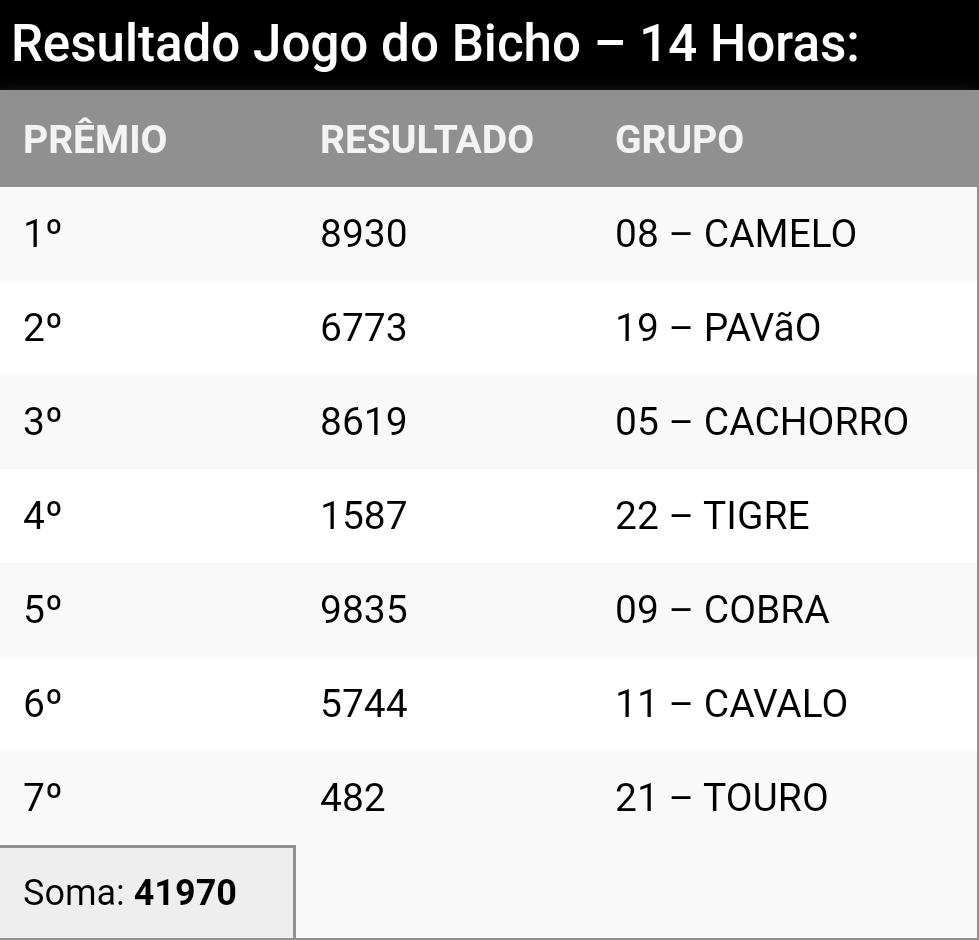 Resultado Jogo do Bicho – 14 Horas:
PRÊMIO RESULTADO GRUPO
1º 8930 08 – CAMELO
2º 6773 19 – PAVãO
3º 8619 05 – CACHORRO
4º 1587 22 – TIGRE
5º 9835 09 – COBRA
6º 5744 11 – CAVALO
7º 482 21 – TOURO
Soma: 41970